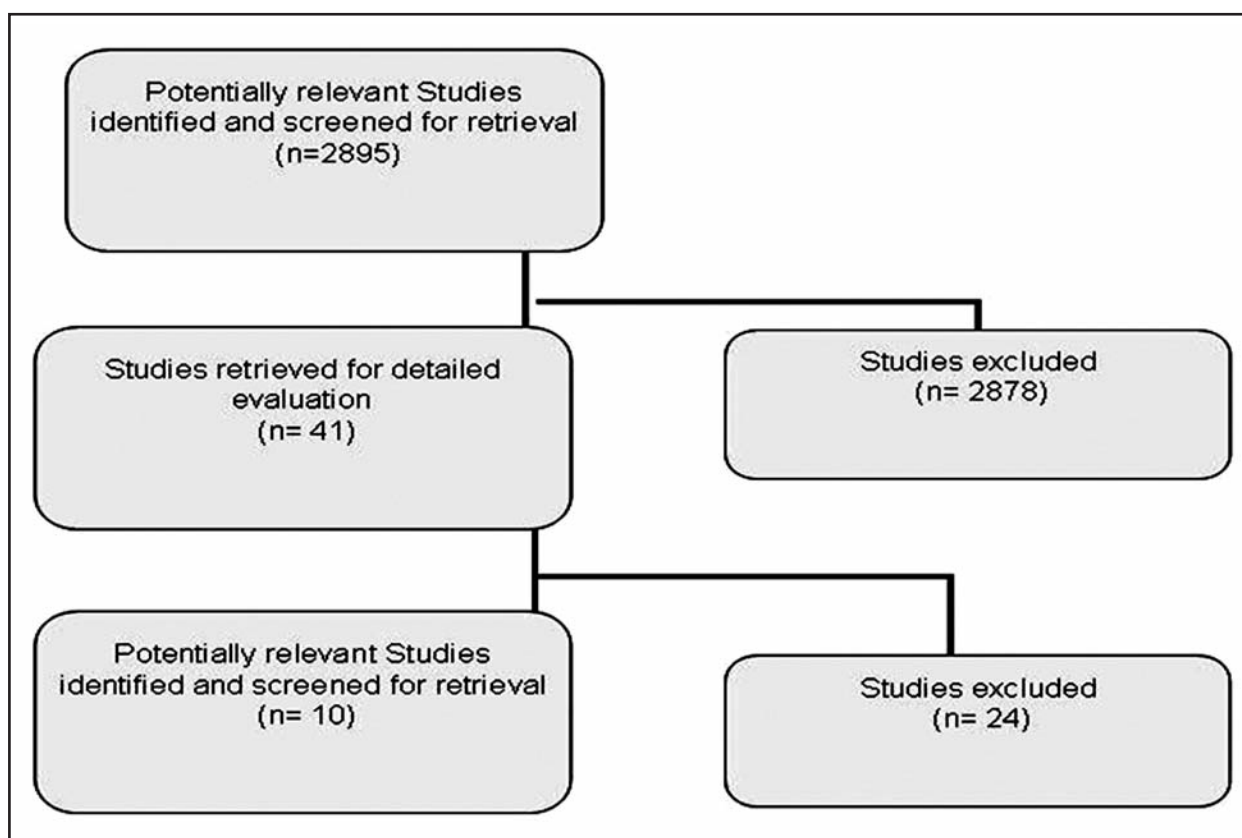 Potentially relevant Studies
identified and screened for retrieval
(n=2895)
Studies retrieved for detailed
evaluation
(n= 41)
Studies excluded
(n= 2878)
Potentially relevant Studies
identified and screened for retrieval
(n= 10)
Studies excluded
(n= 24)